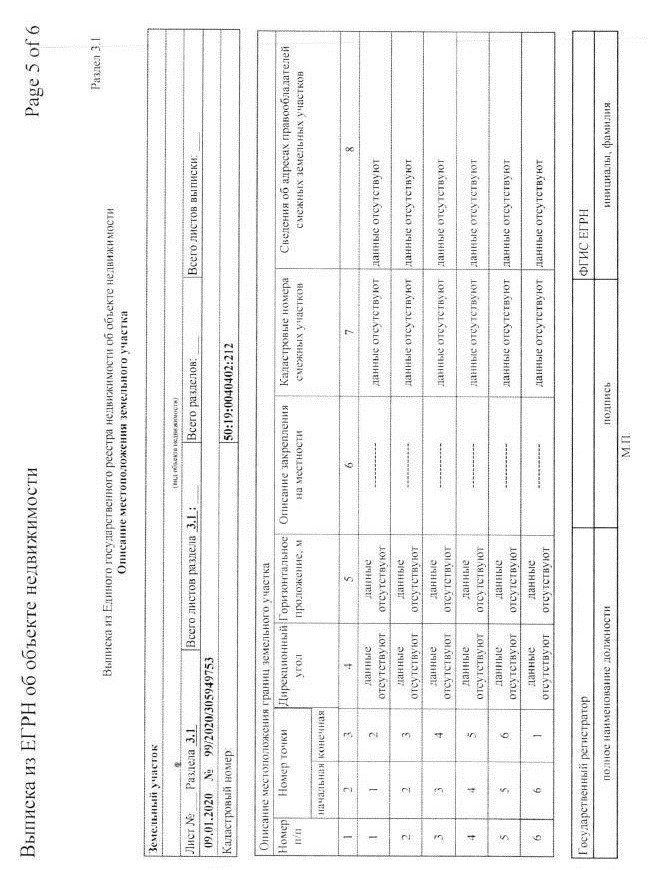 Выписка из ЕГРН об объекте недвижимости Page 5 of 6
Раздел 3.1
Выписка из Единого государственного реестра недвижимости об объекте недвижимости
Описание местоположения земельного участка
Земельный участок
(вид объекта недвижимости)
Лист № ___ Раздела 3.1 Всего листов раздела 3.1 : ___ Всего разделов: ___ Всего листов выписки: ___
09.01.2020 № 99/2020/305949753
Кадастровый номер 50:19:0040402:212
Описание местоположения границ земельного участка
Номер п/п Номер точки Дирекционный угол Горизонтальное проложение, м Описание закрепления на местности Кадастровые номера смежных участков Сведения об адресах правообладателей смежных земельных участков
начальная конечная
1 2 3 4 5 6 7 8
1 1 2 данные отсутствуют данные отсутствуют ---------- данные отсутствуют данные отсутствуют
2 2 3 данные отсутствуют данные отсутствуют ---------- данные отсутствуют данные отсутствуют
3 3 4 данные отсутствуют данные отсутствуют ---------- данные отсутствуют данные отсутствуют
4 4 5 данные отсутствуют данные отсутствуют ---------- данные отсутствуют данные отсутствуют
5 5 6 данные отсутствуют данные отсутствуют ---------- данные отсутствуют данные отсутствуют
6 6 1 данные отсутствуют данные отсутствуют ---------- данные отсутствуют данные отсутствуют
Государственный регистратор ФГИС ЕГРН
полное наименование должности подпись инициалы, фамилия
М.П.